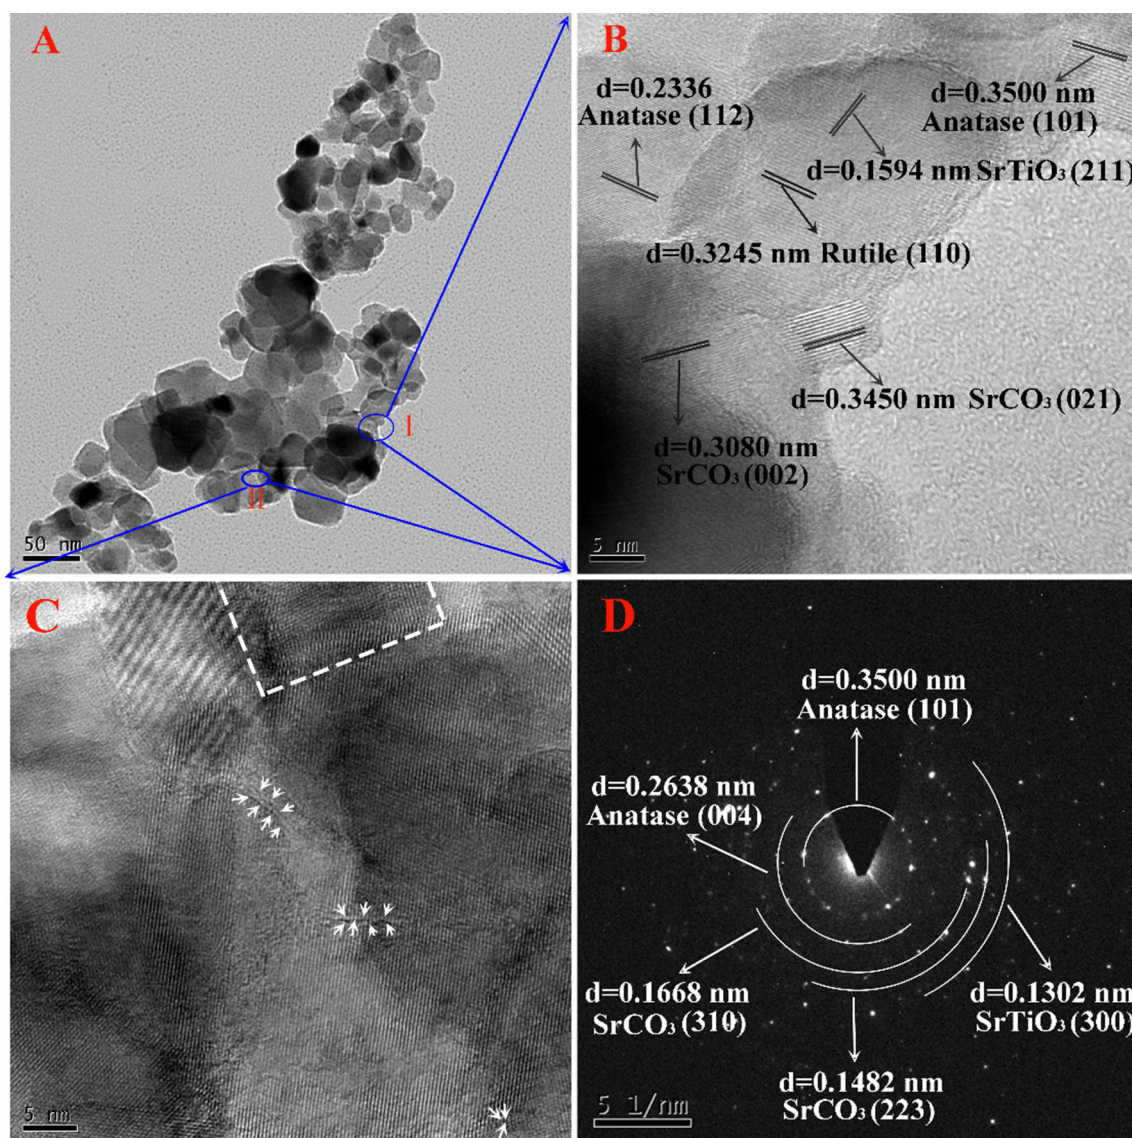 A
I
II
50 nm
B
d=0.2336
Anatase (112)
d=0.3500 nm
Anatase (101)
d=0.1594 nm SrTiO₃ (211)
d=0.3245 nm Rutile (110)
d=0.3450 nm SrCO₃ (021)
d=0.3080 nm
SrCO₃ (002)
5 nm
C
5 nm
D
d=0.3500 nm
Anatase (101)
d=0.2638 nm
Anatase (004)
d=0.1668 nm
SrCO₃ (310)
d=0.1302 nm
SrTiO₃ (300)
d=0.1482 nm
SrCO₃ (223)
5 1/nm